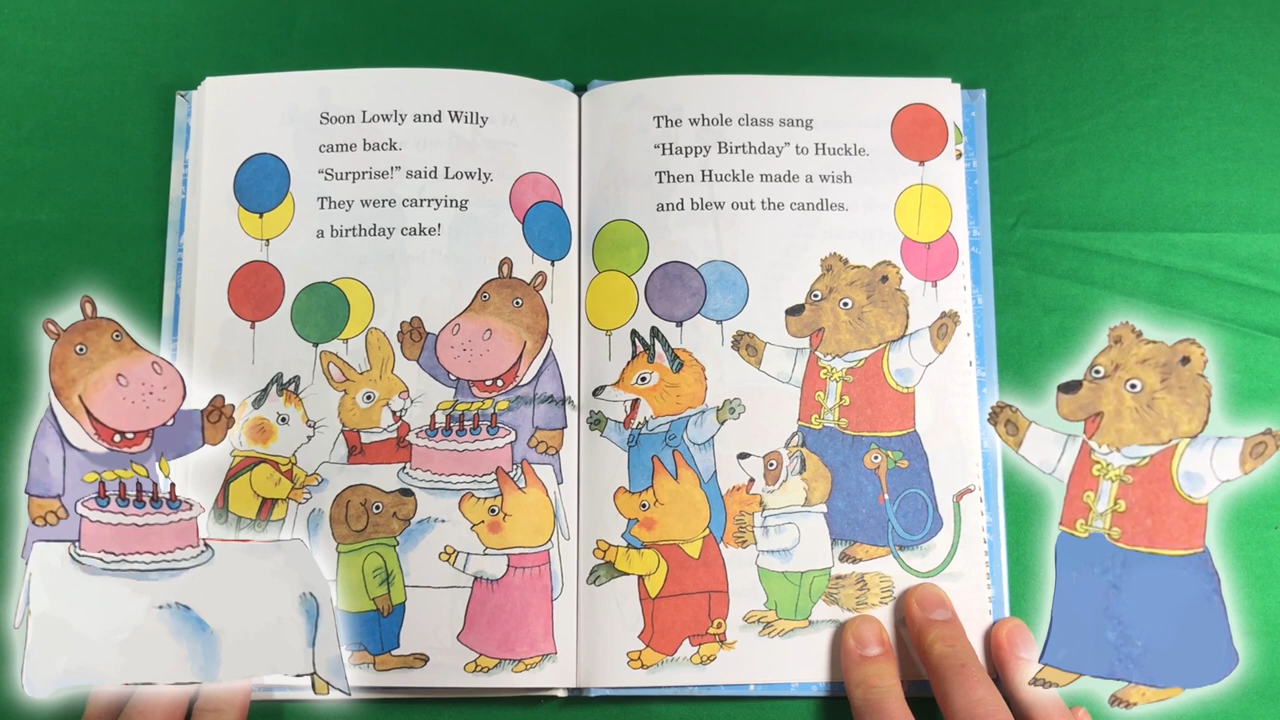 Soon Lowly and Willy
came back.
“Surprise!” said Lowly.
They were carrying
a birthday cake!
The whole class sang
“Happy Birthday” to Huckle.
Then Huckle made a wish
and blew out the candles.